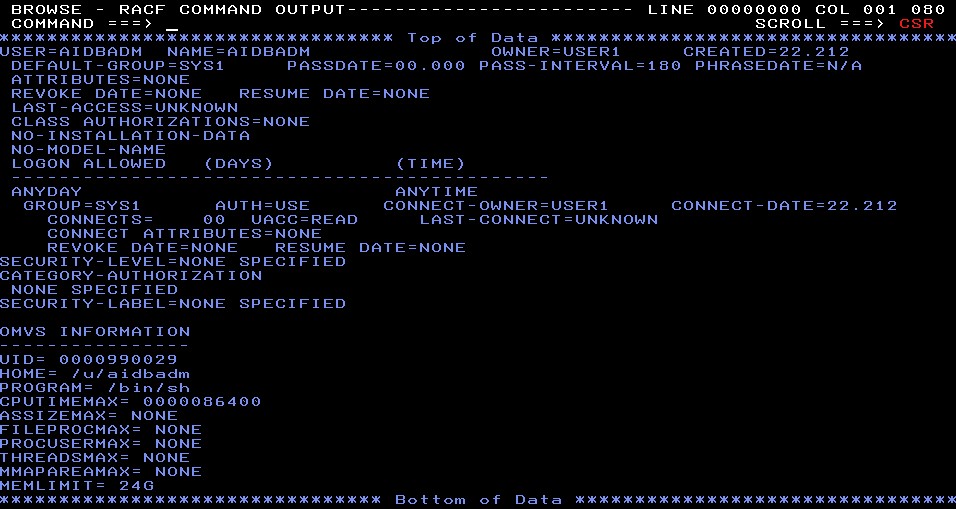 BROWSE - RACF COMMAND OUTPUT------------------------ LINE 00000000 COL 001 080
COMMAND ===> _                                                  SCROLL ===> CSR
********************************* Top of Data **********************************
USER=AIDBADM  NAME=AIDBADM               OWNER=USER1     CREATED=22.212
 DEFAULT-GROUP=SYS1     PASSDATE=00.000 PASS-INTERVAL=180 PHRASEDATE=N/A
 ATTRIBUTES=NONE
 REVOKE DATE=NONE   RESUME DATE=NONE
 LAST-ACCESS=UNKNOWN
 CLASS AUTHORIZATIONS=NONE
 NO-INSTALLATION-DATA
 NO-MODEL-NAME
 LOGON ALLOWED   (DAYS)          (TIME)
 ---------------------------------------------
 ANYDAY                          ANYTIME
  GROUP=SYS1      AUTH=USE      CONNECT-OWNER=USER1     CONNECT-DATE=22.212
    CONNECTS=    00  UACC=READ     LAST-CONNECT=UNKNOWN
    CONNECT ATTRIBUTES=NONE
    REVOKE DATE=NONE   RESUME DATE=NONE
SECURITY-LEVEL=NONE SPECIFIED
CATEGORY-AUTHORIZATION
 NONE SPECIFIED
SECURITY-LABEL=NONE SPECIFIED

OMVS INFORMATION
----------------
UID= 0000990029
HOME= /u/aidbadm
PROGRAM= /bin/sh
CPUTIMEMAX= 0000086400
ASSIZEMAX= NONE
FILEPROCMAX= NONE
PROCUSERMAX= NONE
THREADSMAX= NONE
MMAPAREAMAX= NONE
MEMLIMIT= 24G
******************************** Bottom of Data ********************************